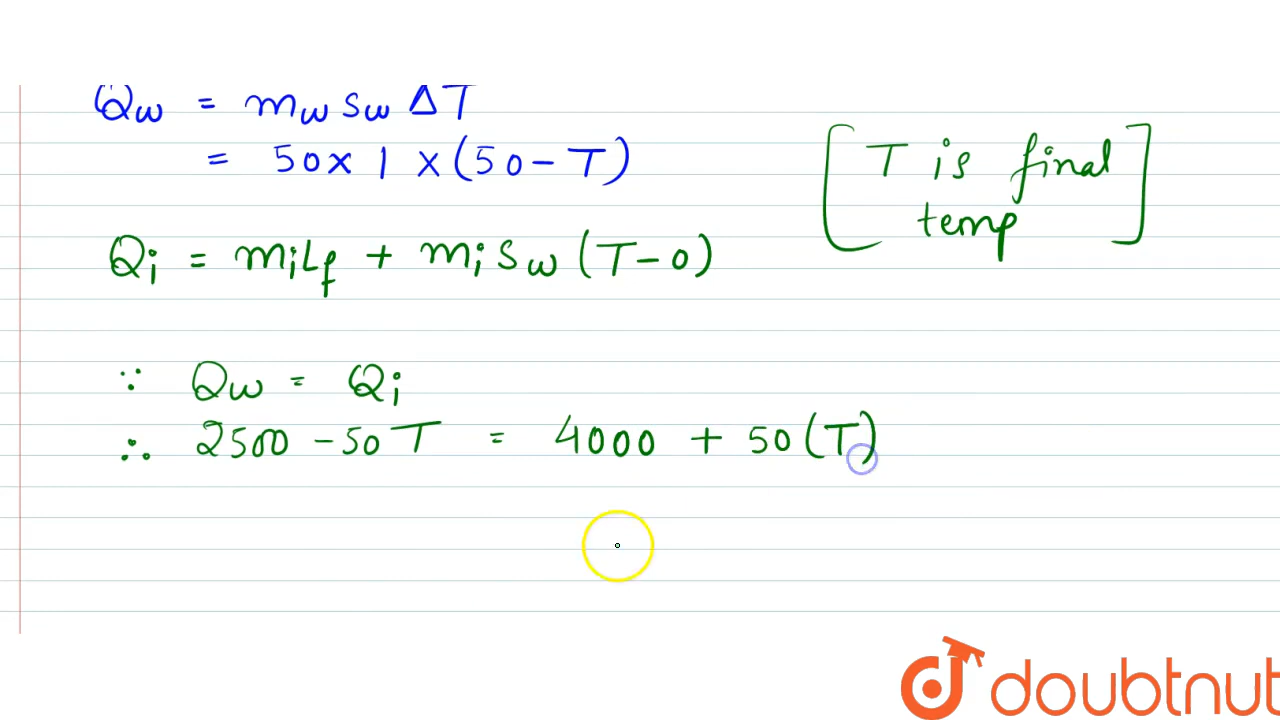 Qw = mw sw ΔT
= 50 x 1 x (50 - T)
[T is final
temp]
Qi = miLf + mi sw (T - 0)
∵ Qw = Qi
∴ 2500 - 50T = 4000 + 50(T)
doubtnut